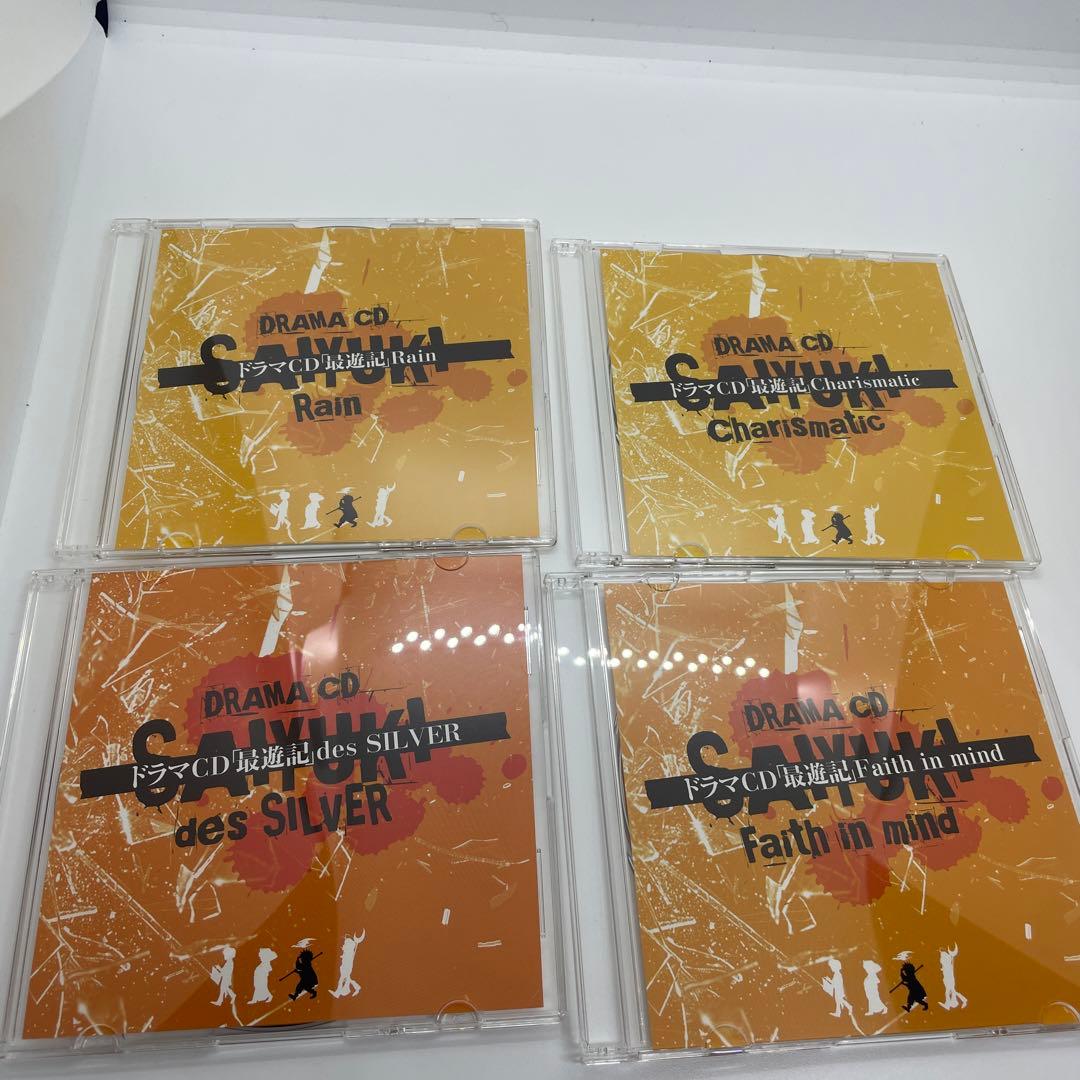 DRAMA CD
SAIYUKI
ドラマCD「最遊記」Rain
Rain
DRAMA CD
SAIYUKI
ドラマCD「最遊記」Charismatic
Charismatic
DRAMA CD
SAIYUKI
ドラマCD「最遊記」des SILVER
des SILVER
DRAMA CD
SAIYUKI
ドラマCD「最遊記」Faith in mind
Faith in mind